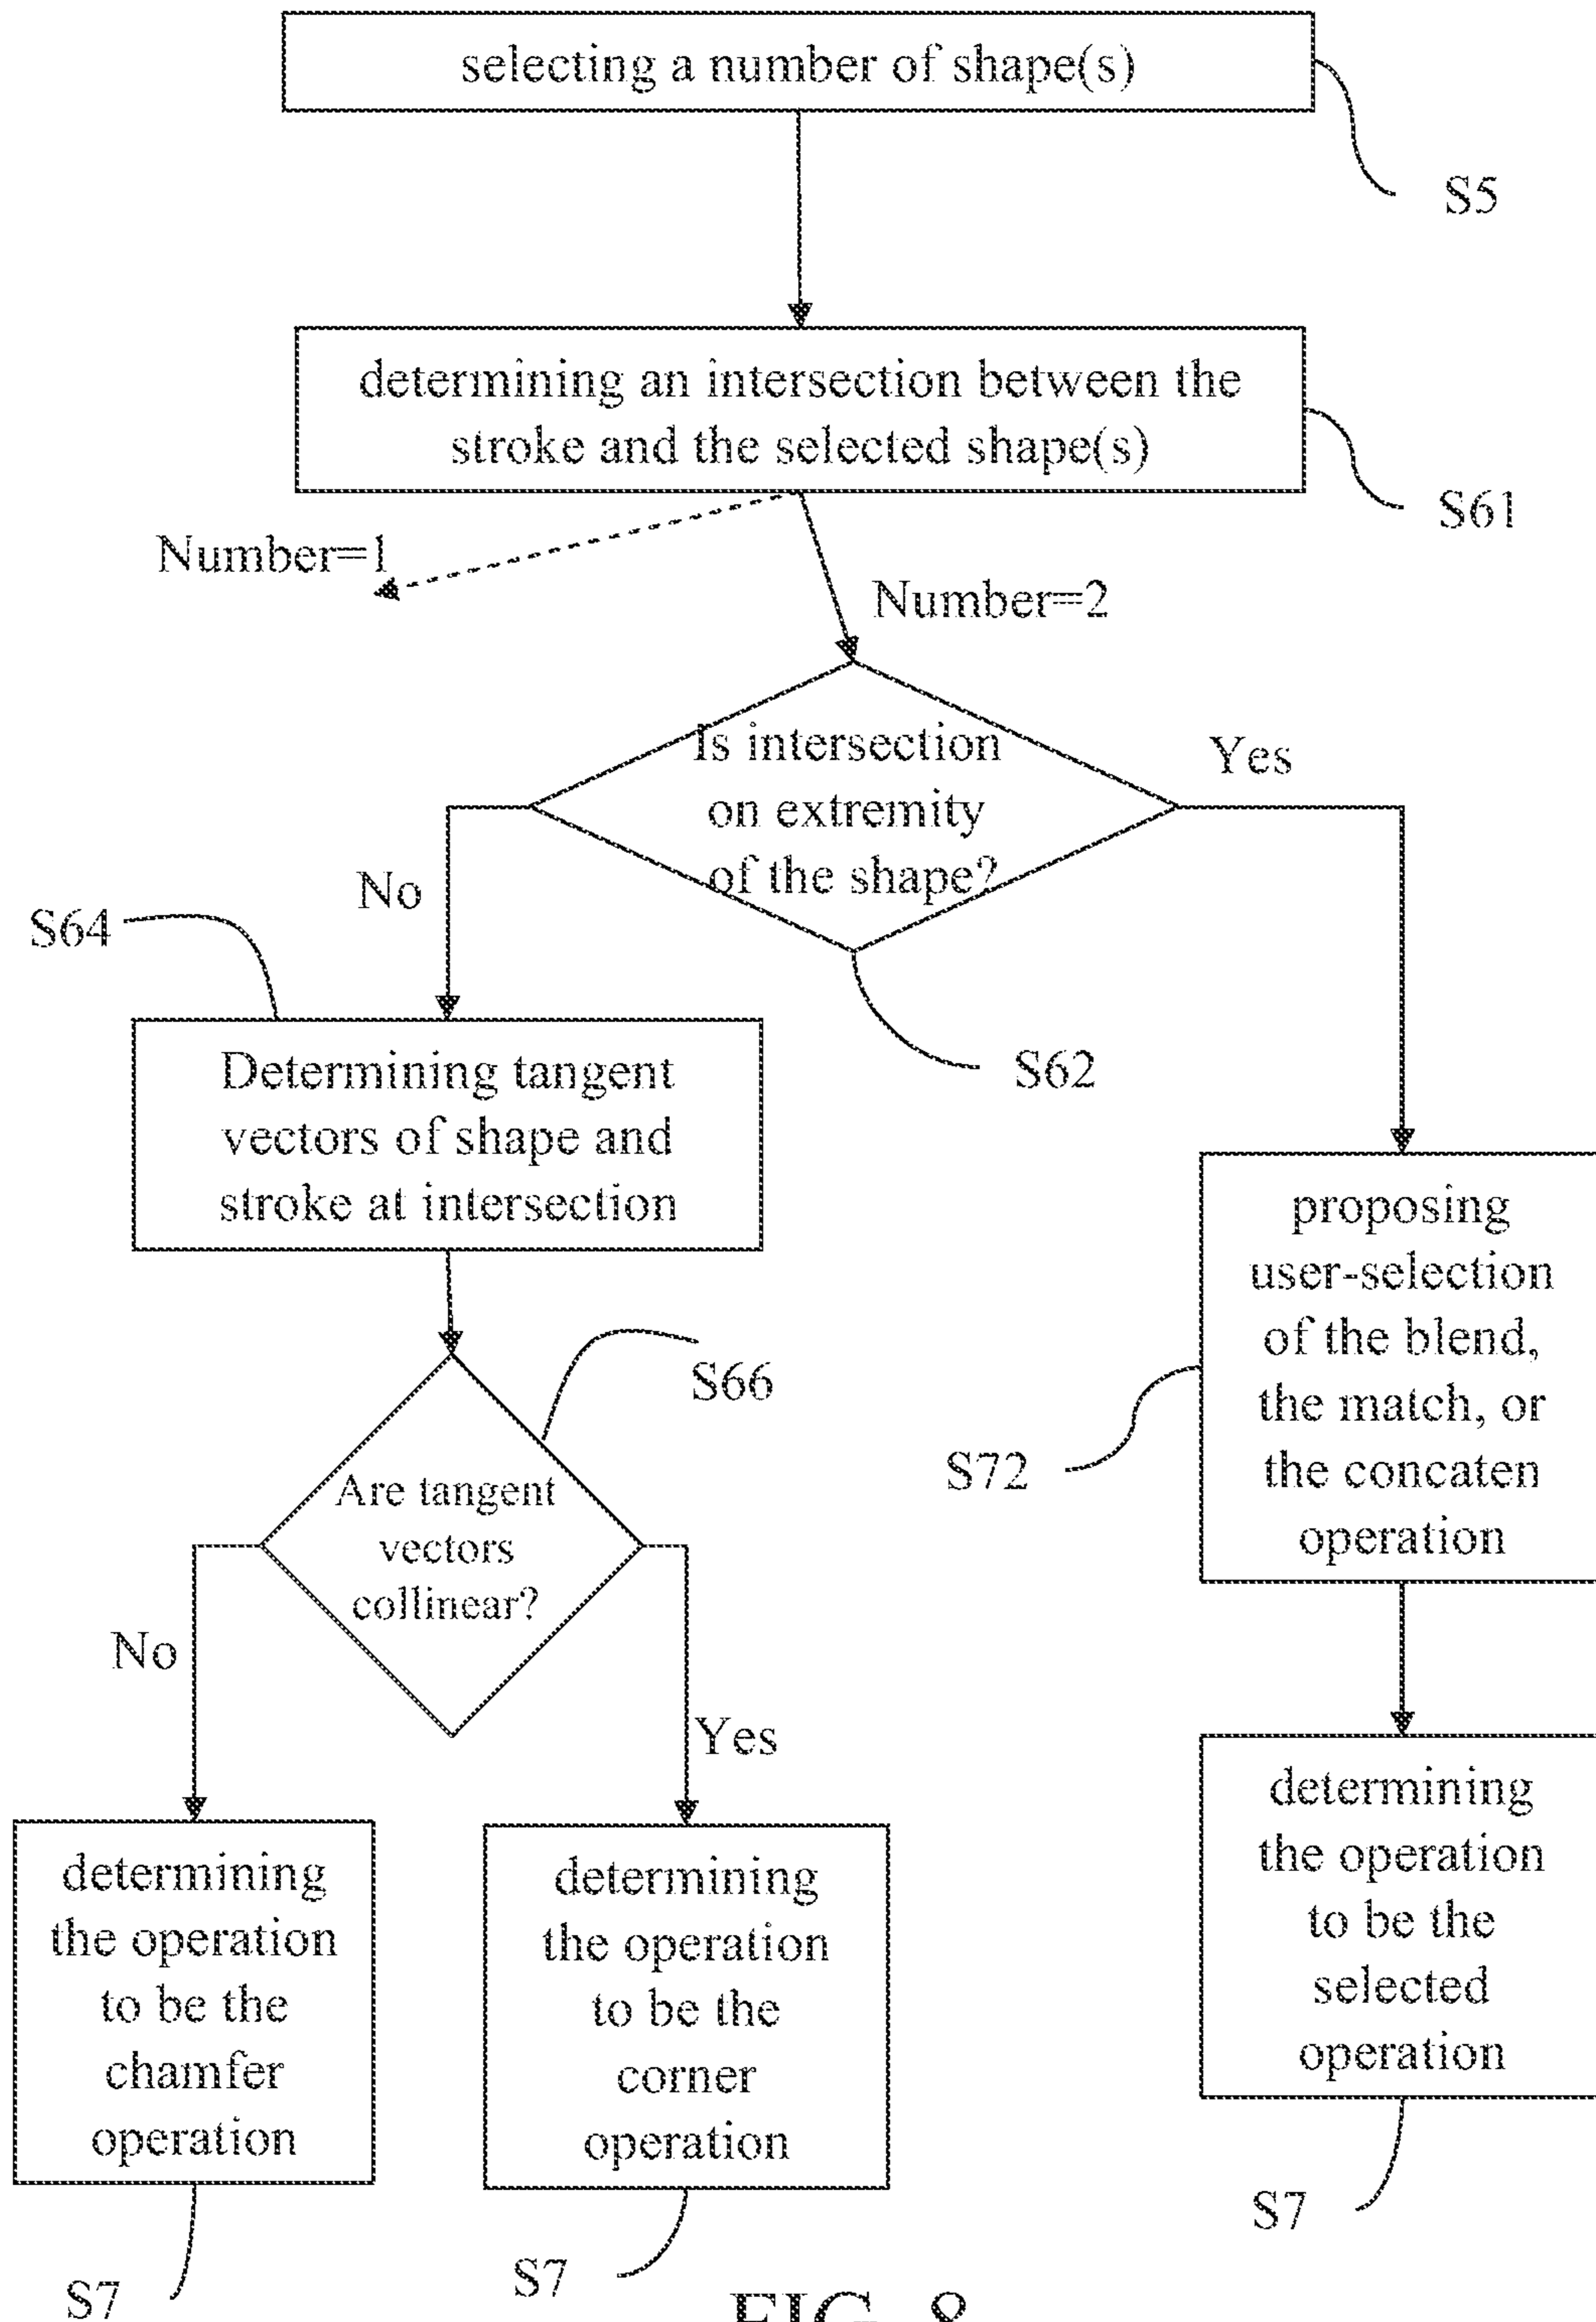 selecting a number of shape(s)
S5
determining an intersection between the
stroke and the selected shape(s)
S61
Number=1
Number=2
Is intersection
on extremity
of the shape?
Yes
No
S64
S62
Determining tangent
vectors of shape and
stroke at intersection
proposing
user-selection
of the blend,
the match, or
the concaten
operation
S72
S66
Are tangent
vectors
collinear?
No
Yes
determining
the operation
to be the
chamfer
operation
S7
determining
the operation
to be the
corner
operation
S7
determining
the operation
to be the
selected
operation
S7
FIG. 8